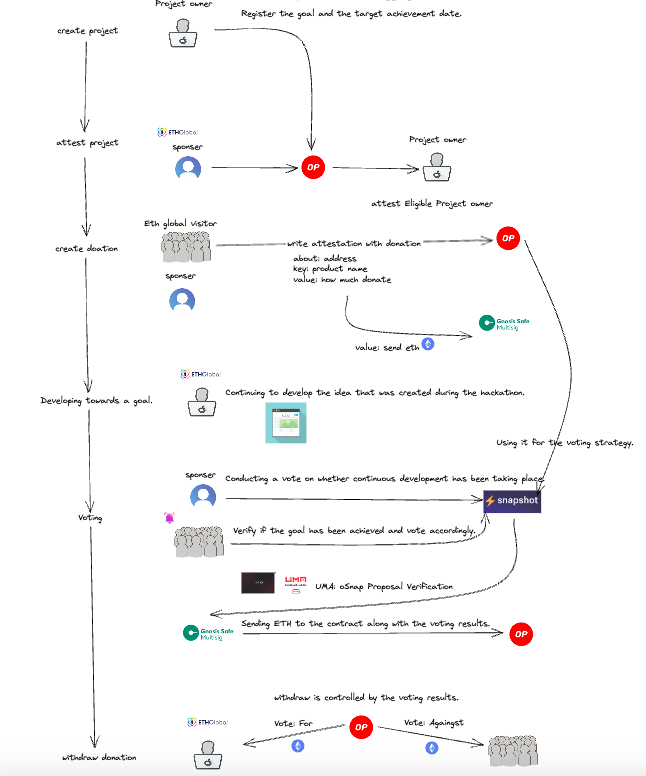 Project owner
Register the goal and the target achievement date.
create project
ETHGlobal
sponser
Project owner
attest project
OP
attest Eligible Project owner
Eth global visitor
OP
create doation
write attestation with donation
about: address
key: product name
value: how much donate
sponser
Gnosis Safe
Multisig
value: send eth
ETHGlobal
Continuing to develop the idea that was created during the hackathon.
Developing towards a goal.
Using it for the voting strategy.
sponser
Conducting a vote on whether continuous development has been taking place.
snapshot
Voting
Verify if the goal has been achieved and vote accordingly.
UMA
UMA: oSnap Proposal Verification
Gnosis Safe
Multisig
Sending ETH to the contract along with the voting results.
OP
withdraw is controlled by the voting results.
ETHGlobal
Vote: For
OP
Vote: Againgst
withdraw donation